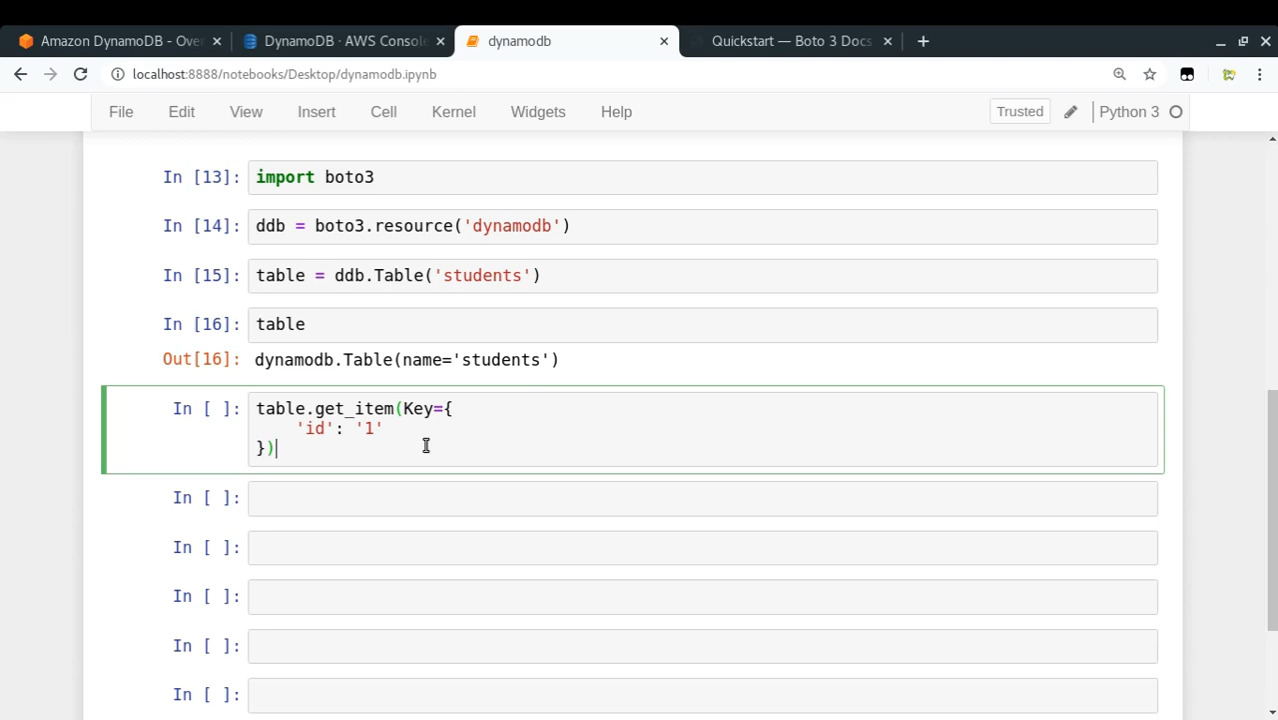 Amazon DynamoDB - Over
DynamoDB · AWS Console
dynamodb
Quickstart — Boto 3 Docs
localhost:8888/notebooks/Desktop/dynamodb.ipynb
File Edit View Insert Cell Kernel Widgets Help Trusted Python 3
In [13]: import boto3
In [14]: ddb = boto3.resource('dynamodb')
In [15]: table = ddb.Table('students')
In [16]: table
Out[16]: dynamodb.Table(name='students')
In [ ]: table.get_item(Key={
'id': '1'
})
In [ ]:
In [ ]:
In [ ]:
In [ ]:
In [ ]: